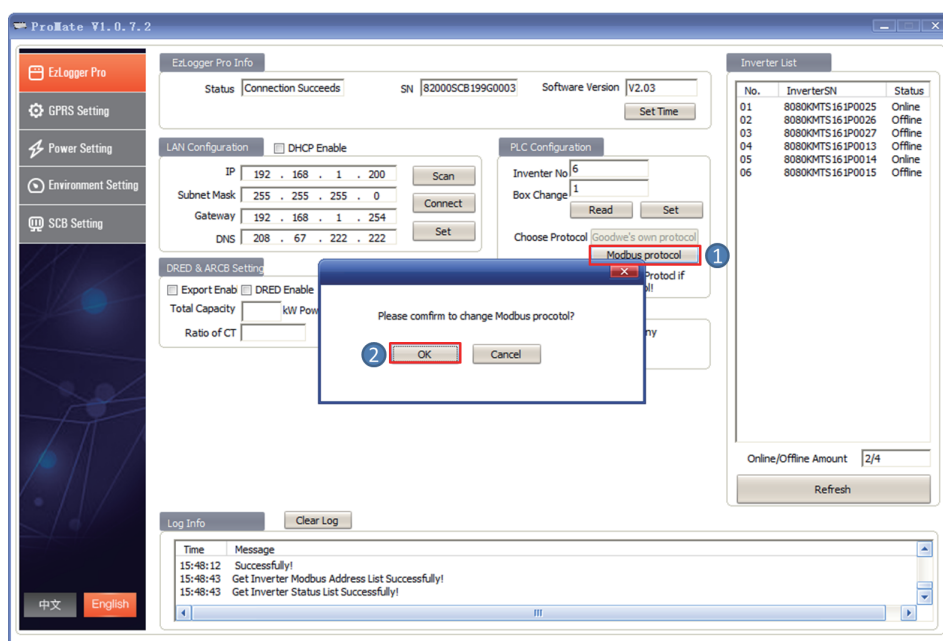 ProMate V1.0.7.2
EzLogger Pro
GPRS Setting
Power Setting
Environment Setting
SCB Setting
中文
English
EzLogger Pro Info
Status Connection Succeeds SN 82000SCB199G0003 Software Version V2.03
Set Time
LAN Configuration DHCP Enable
IP 192 . 168 . 1 . 200 Scan
Subnet Mask 255 . 255 . 255 . 0 Connect
Gateway 192 . 168 . 1 . 254
DNS 208 . 67 . 222 . 222 Set
PLC Configuration
Inventer No 6
Box Change 1
Read Set
Choose Protocol Goodwe's own protocol
Modbus protocol 1
Protod if
ol!
DRED & ARCB Setting
Export Enab DRED Enable
Total Capacity kW Pow
Ratio of CT
ny
Please comfirm to change Modbus procotol?
2 OK Cancel
Inverter List
No. InverterSN Status
01 8080KMTS161P0025 Online
02 8080KMTS161P0026 Offline
03 8080KMTS161P0027 Offline
04 8080KMTS161P0013 Offline
05 8080KMTS161P0014 Online
06 8080KMTS161P0015 Offline
Online/Offline Amount 2/4
Refresh
Log Info Clear Log
Time Message
15:48:12 Successfully!
15:48:43 Get Inverter Modbus Address List Successfully!
15:48:43 Get Inverter Status List Successfully!